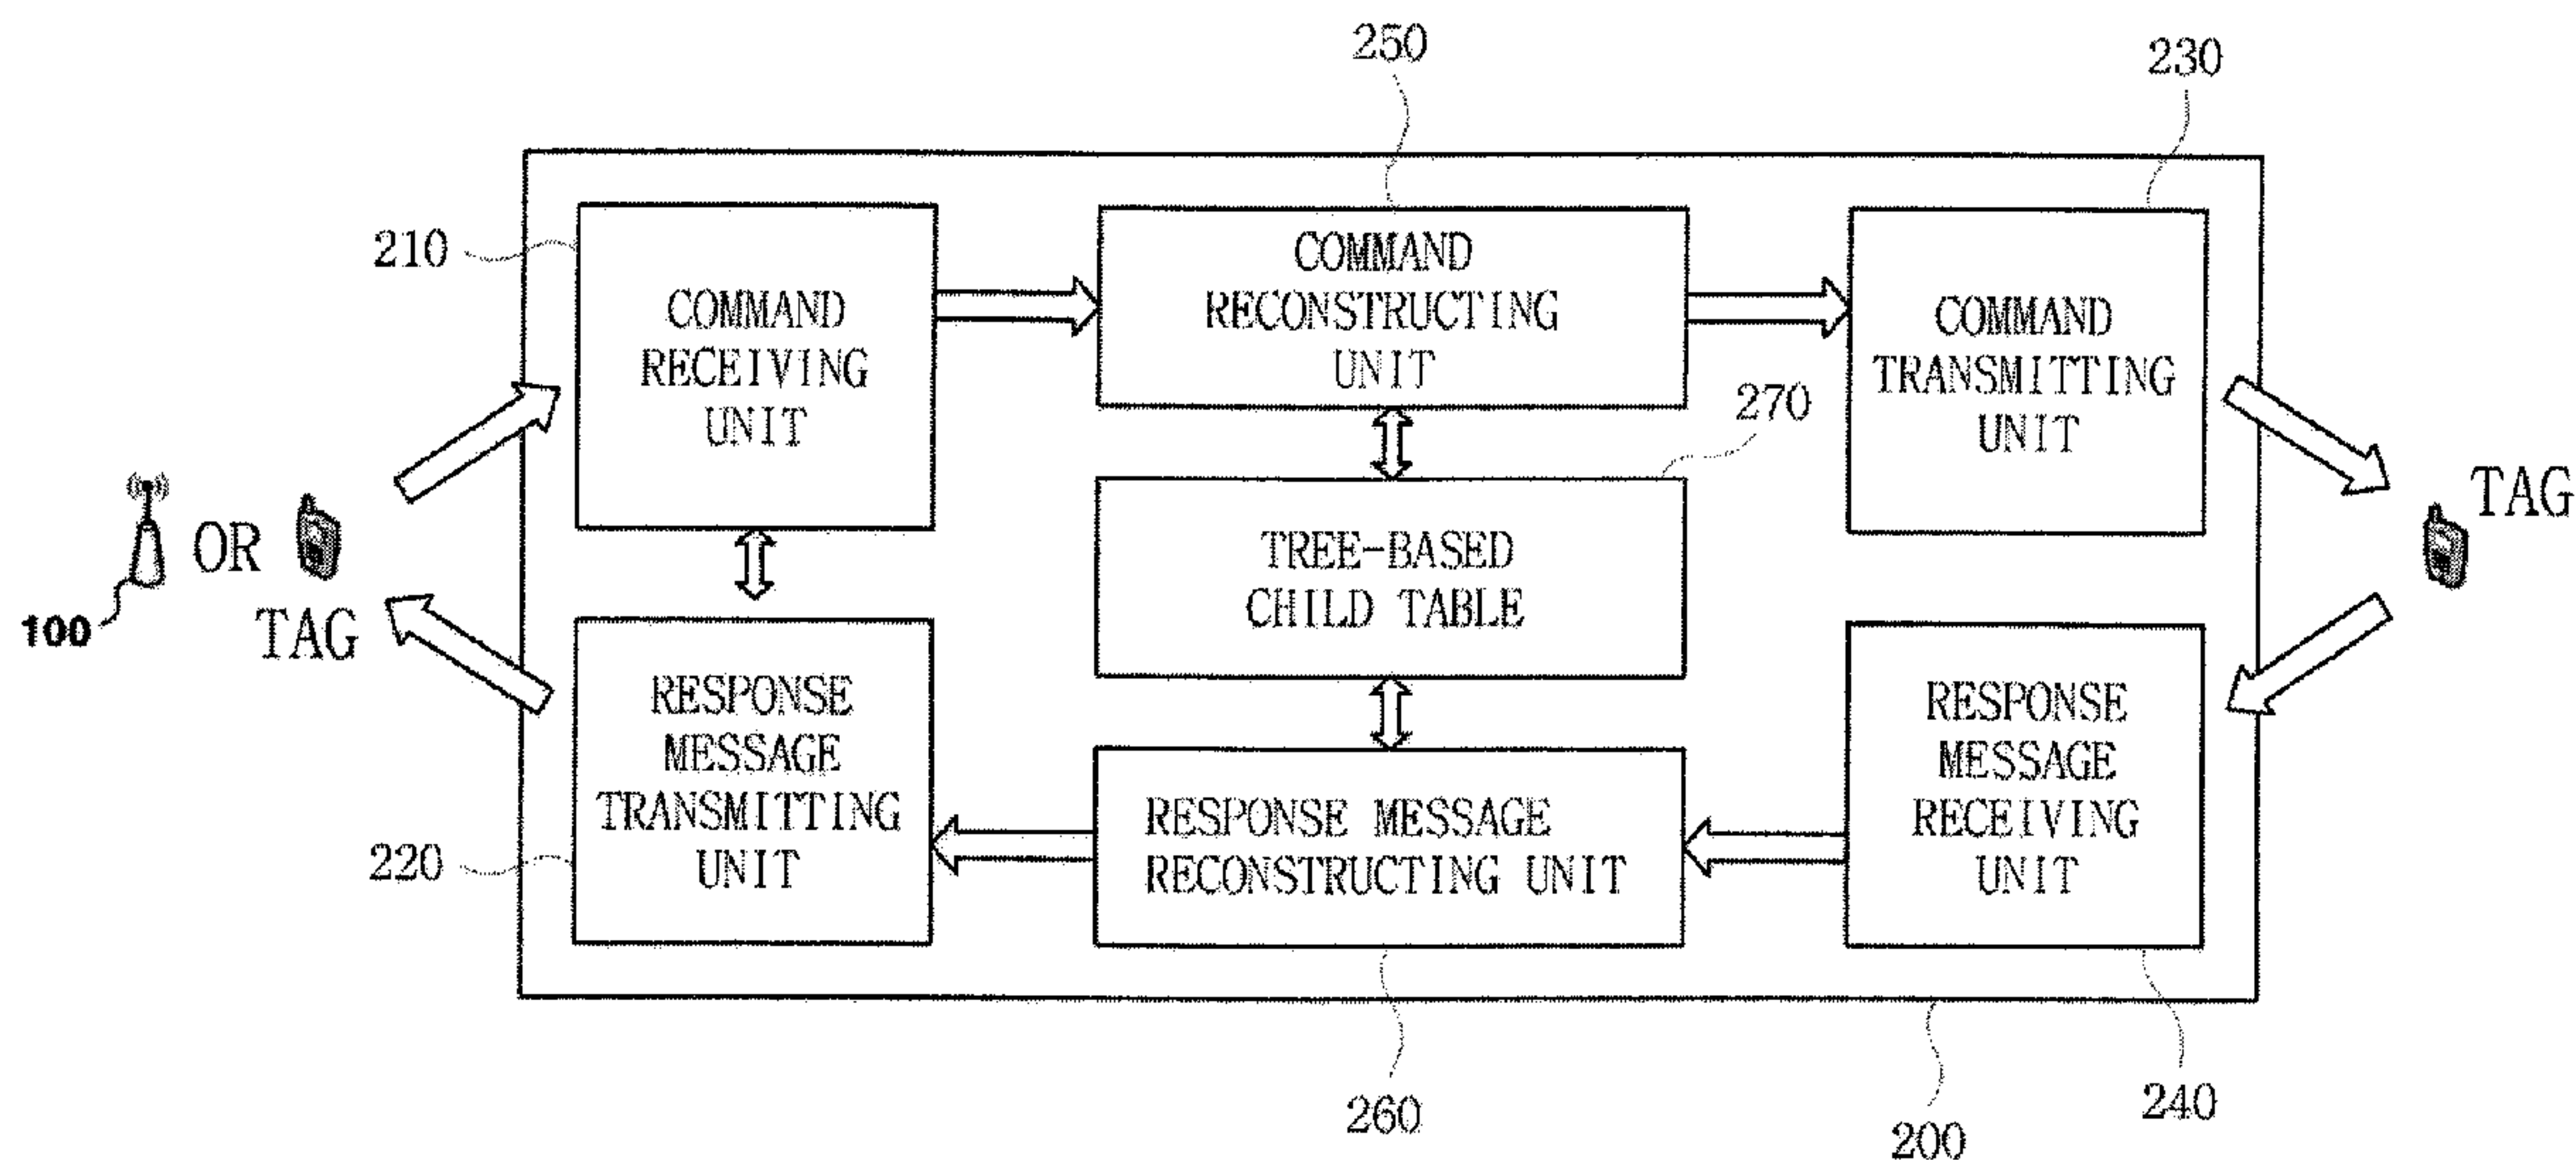 250
230
210
COMMAND
RECEIVING
UNIT
COMMAND
RECONSTRUCTING
UNIT
COMMAND
TRANSMITTING
UNIT
270
TREE-BASED
CHILD TABLE
100
OR
TAG
TAG
RESPONSE
MESSAGE
TRANSMITTING
UNIT
220
RESPONSE MESSAGE
RECONSTRUCTING UNIT
RESPONSE
MESSAGE
RECEIVING
UNIT
260
200
240